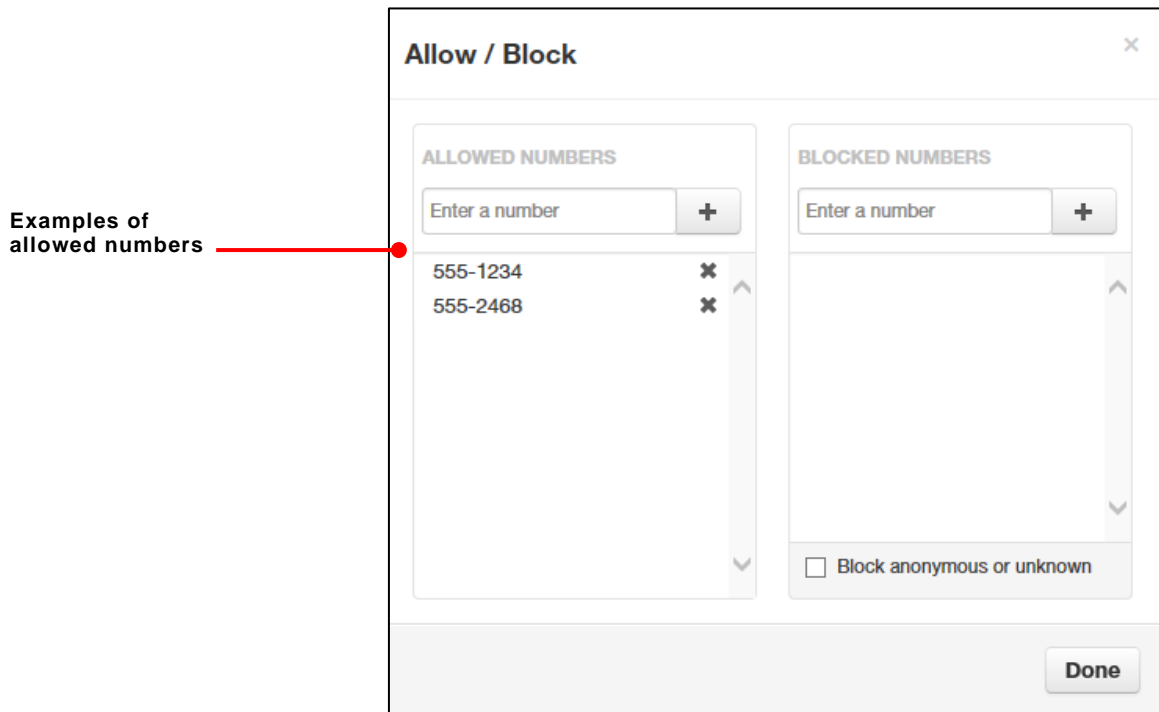 Allow / Block
×
ALLOWED NUMBERS
BLOCKED NUMBERS
Enter a number
+
Enter a number
+
Examples of
allowed numbers
555-1234 ✖
555-2468 ✖
Block anonymous or unknown
Done